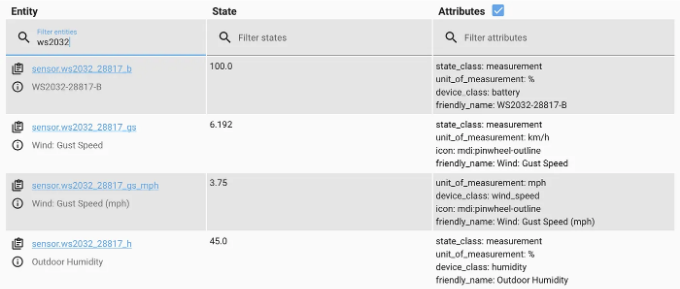 Entity State Attributes
Filter entities
ws2032 Filter states Filter attributes
sensor.ws2032_28817_b 100.0 state_class: measurement
unit_of_measurement: %
WS2032-28817-B device_class: battery
friendly_name: WS2032-28817-B
sensor.ws2032_28817_gs 6.192 state_class: measurement
unit_of_measurement: km/h
Wind: Gust Speed icon: mdi:pinwheel-outline
friendly_name: Wind: Gust Speed
sensor.ws2032_28817_gs_mph 3.75 unit_of_measurement: mph
device_class: wind_speed
Wind: Gust Speed (mph) icon: mdi:pinwheel-outline
friendly_name: Wind: Gust Speed (mph)
sensor.ws2032_28817_h 45.0 state_class: measurement
unit_of_measurement: %
Outdoor Humidity device_class: humidity
friendly_name: Outdoor Humidity